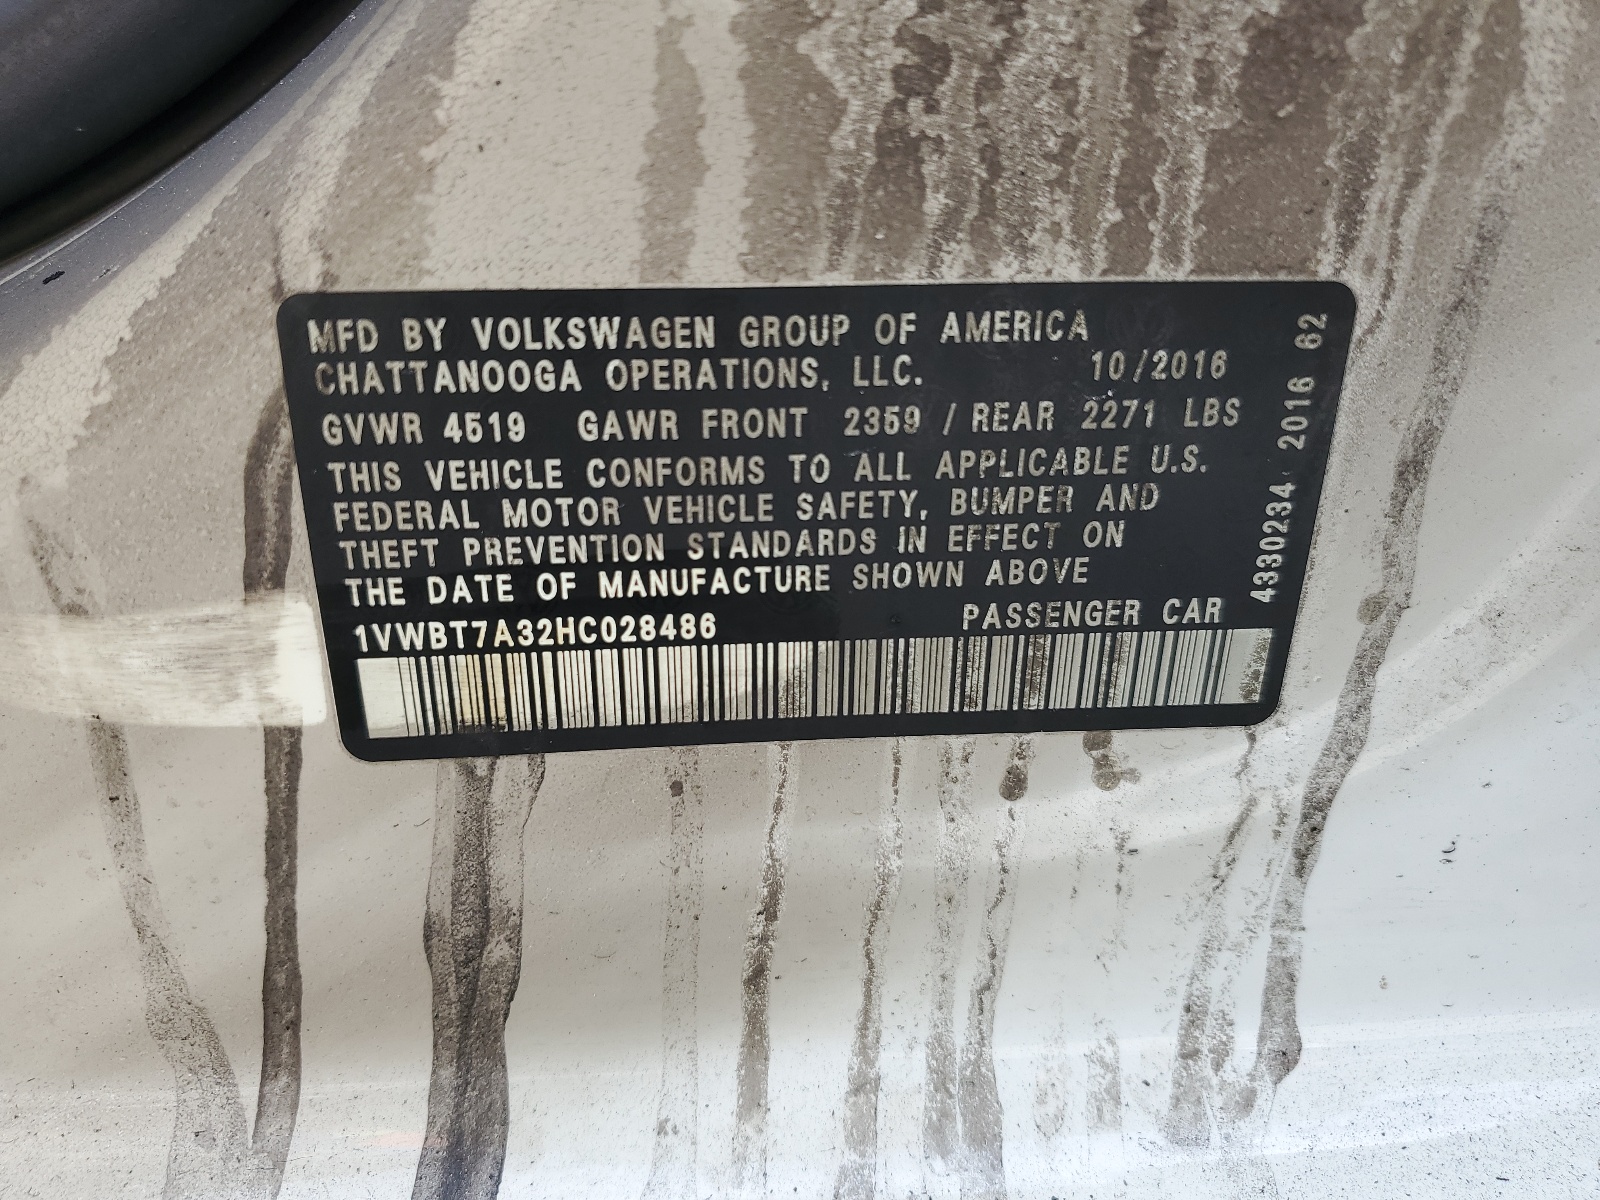 MFD BY VOLKSWAGEN GROUP OF AMERICA
CHATTANOOGA OPERATIONS, LLC. 10/2016
GVWR 4519 GAWR FRONT 2359 / REAR 2271 LBS
THIS VEHICLE CONFORMS TO ALL APPLICABLE U.S.
FEDERAL MOTOR VEHICLE SAFETY, BUMPER AND
THEFT PREVENTION STANDARDS IN EFFECT ON
THE DATE OF MANUFACTURE SHOWN ABOVE
1VWBT7A32HC028486 PASSENGER CAR
4330234 2016 62